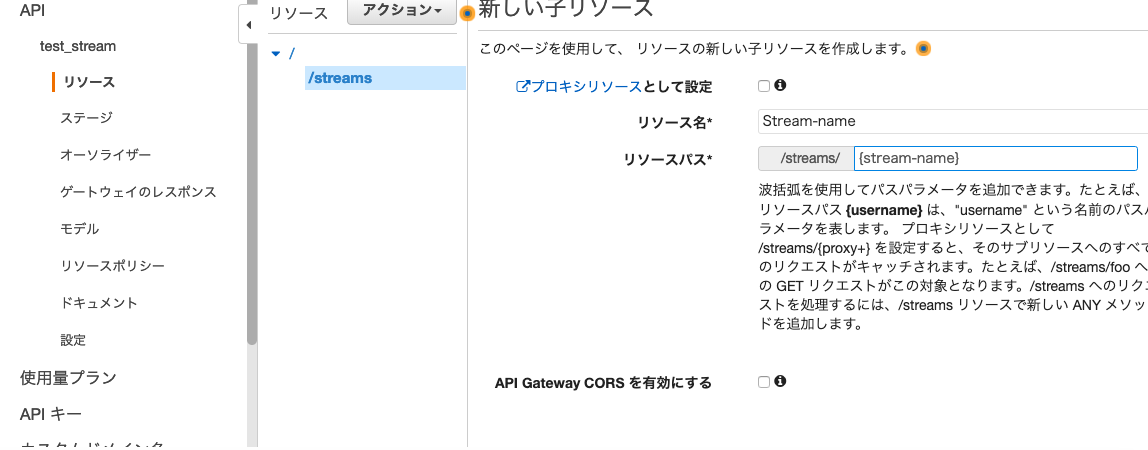 API
test_stream
リソース
ステージ
オーソライザー
ゲートウェイのレスポンス
モデル
リソースポリシー
ドキュメント
設定
使用量プラン
API キー
リソース
アクション
/
/streams
新しい子リソース
このページを使用して、 リソースの新しい子リソースを作成します。
プロキシリソースとして設定
リソース名*
Stream-name
リソースパス*
/streams/
{stream-name}
波括弧を使用してパスパラメータを追加できます。たとえば、
リソースパス {username} は、"username" という名前のパスパ
ラメータを表します。 プロキシリソースとして
/streams/{proxy+} を設定すると、そのサブリソースへのすべて
のリクエストがキャッチされます。たとえば、/streams/foo へ
の GET リクエストがこの対象となります。/streams へのリクエ
ストを処理するには、/streams リソースで新しい ANY メソッ
ドを追加します。
API Gateway CORS を有効にする